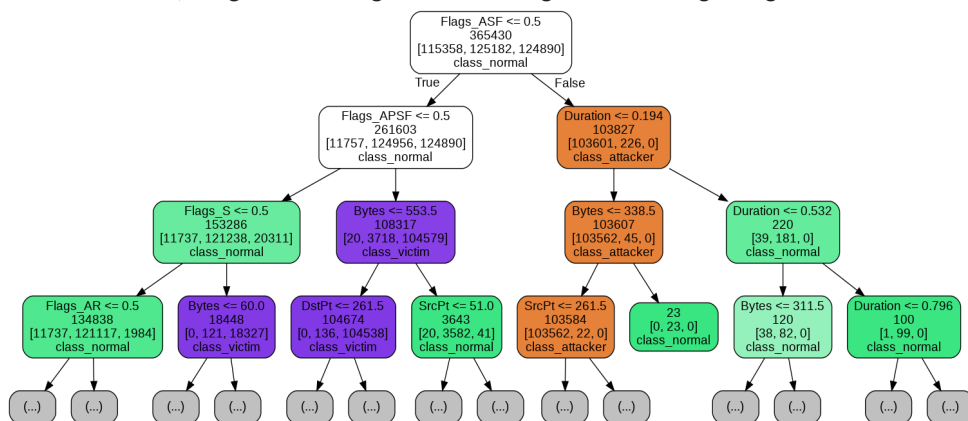 Flags_ASF <= 0.5
365430
[115358, 125182, 124890]
class_normal
True
False
Flags_APSF <= 0.5
261603
[11757, 124956, 124890]
class_normal
Duration <= 0.194
103827
[103601, 226, 0]
class_attacker
Flags_S <= 0.5
153286
[11737, 121238, 20311]
class_normal
Bytes <= 553.5
108317
[20, 3718, 104579]
class_victim
Bytes <= 338.5
103607
[103562, 45, 0]
class_attacker
Duration <= 0.532
220
[39, 181, 0]
class_normal
Flags_AR <= 0.5
134838
[11737, 121117, 1984]
class_normal
Bytes <= 60.0
18448
[0, 121, 18327]
class_victim
DstPt <= 261.5
104674
[0, 136, 104538]
class_victim
SrcPt <= 51.0
3643
[20, 3582, 41]
class_normal
SrcPt <= 261.5
103584
[103562, 22, 0]
class_attacker
23
[0, 23, 0]
class_normal
Bytes <= 311.5
120
[38, 82, 0]
class_normal
Duration <= 0.796
100
[1, 99, 0]
class_normal
(...)
(...)
(...)
(...)
(...)
(...)
(...)
(...)
(...)
(...)
(...)
(...)
(...)
(...)